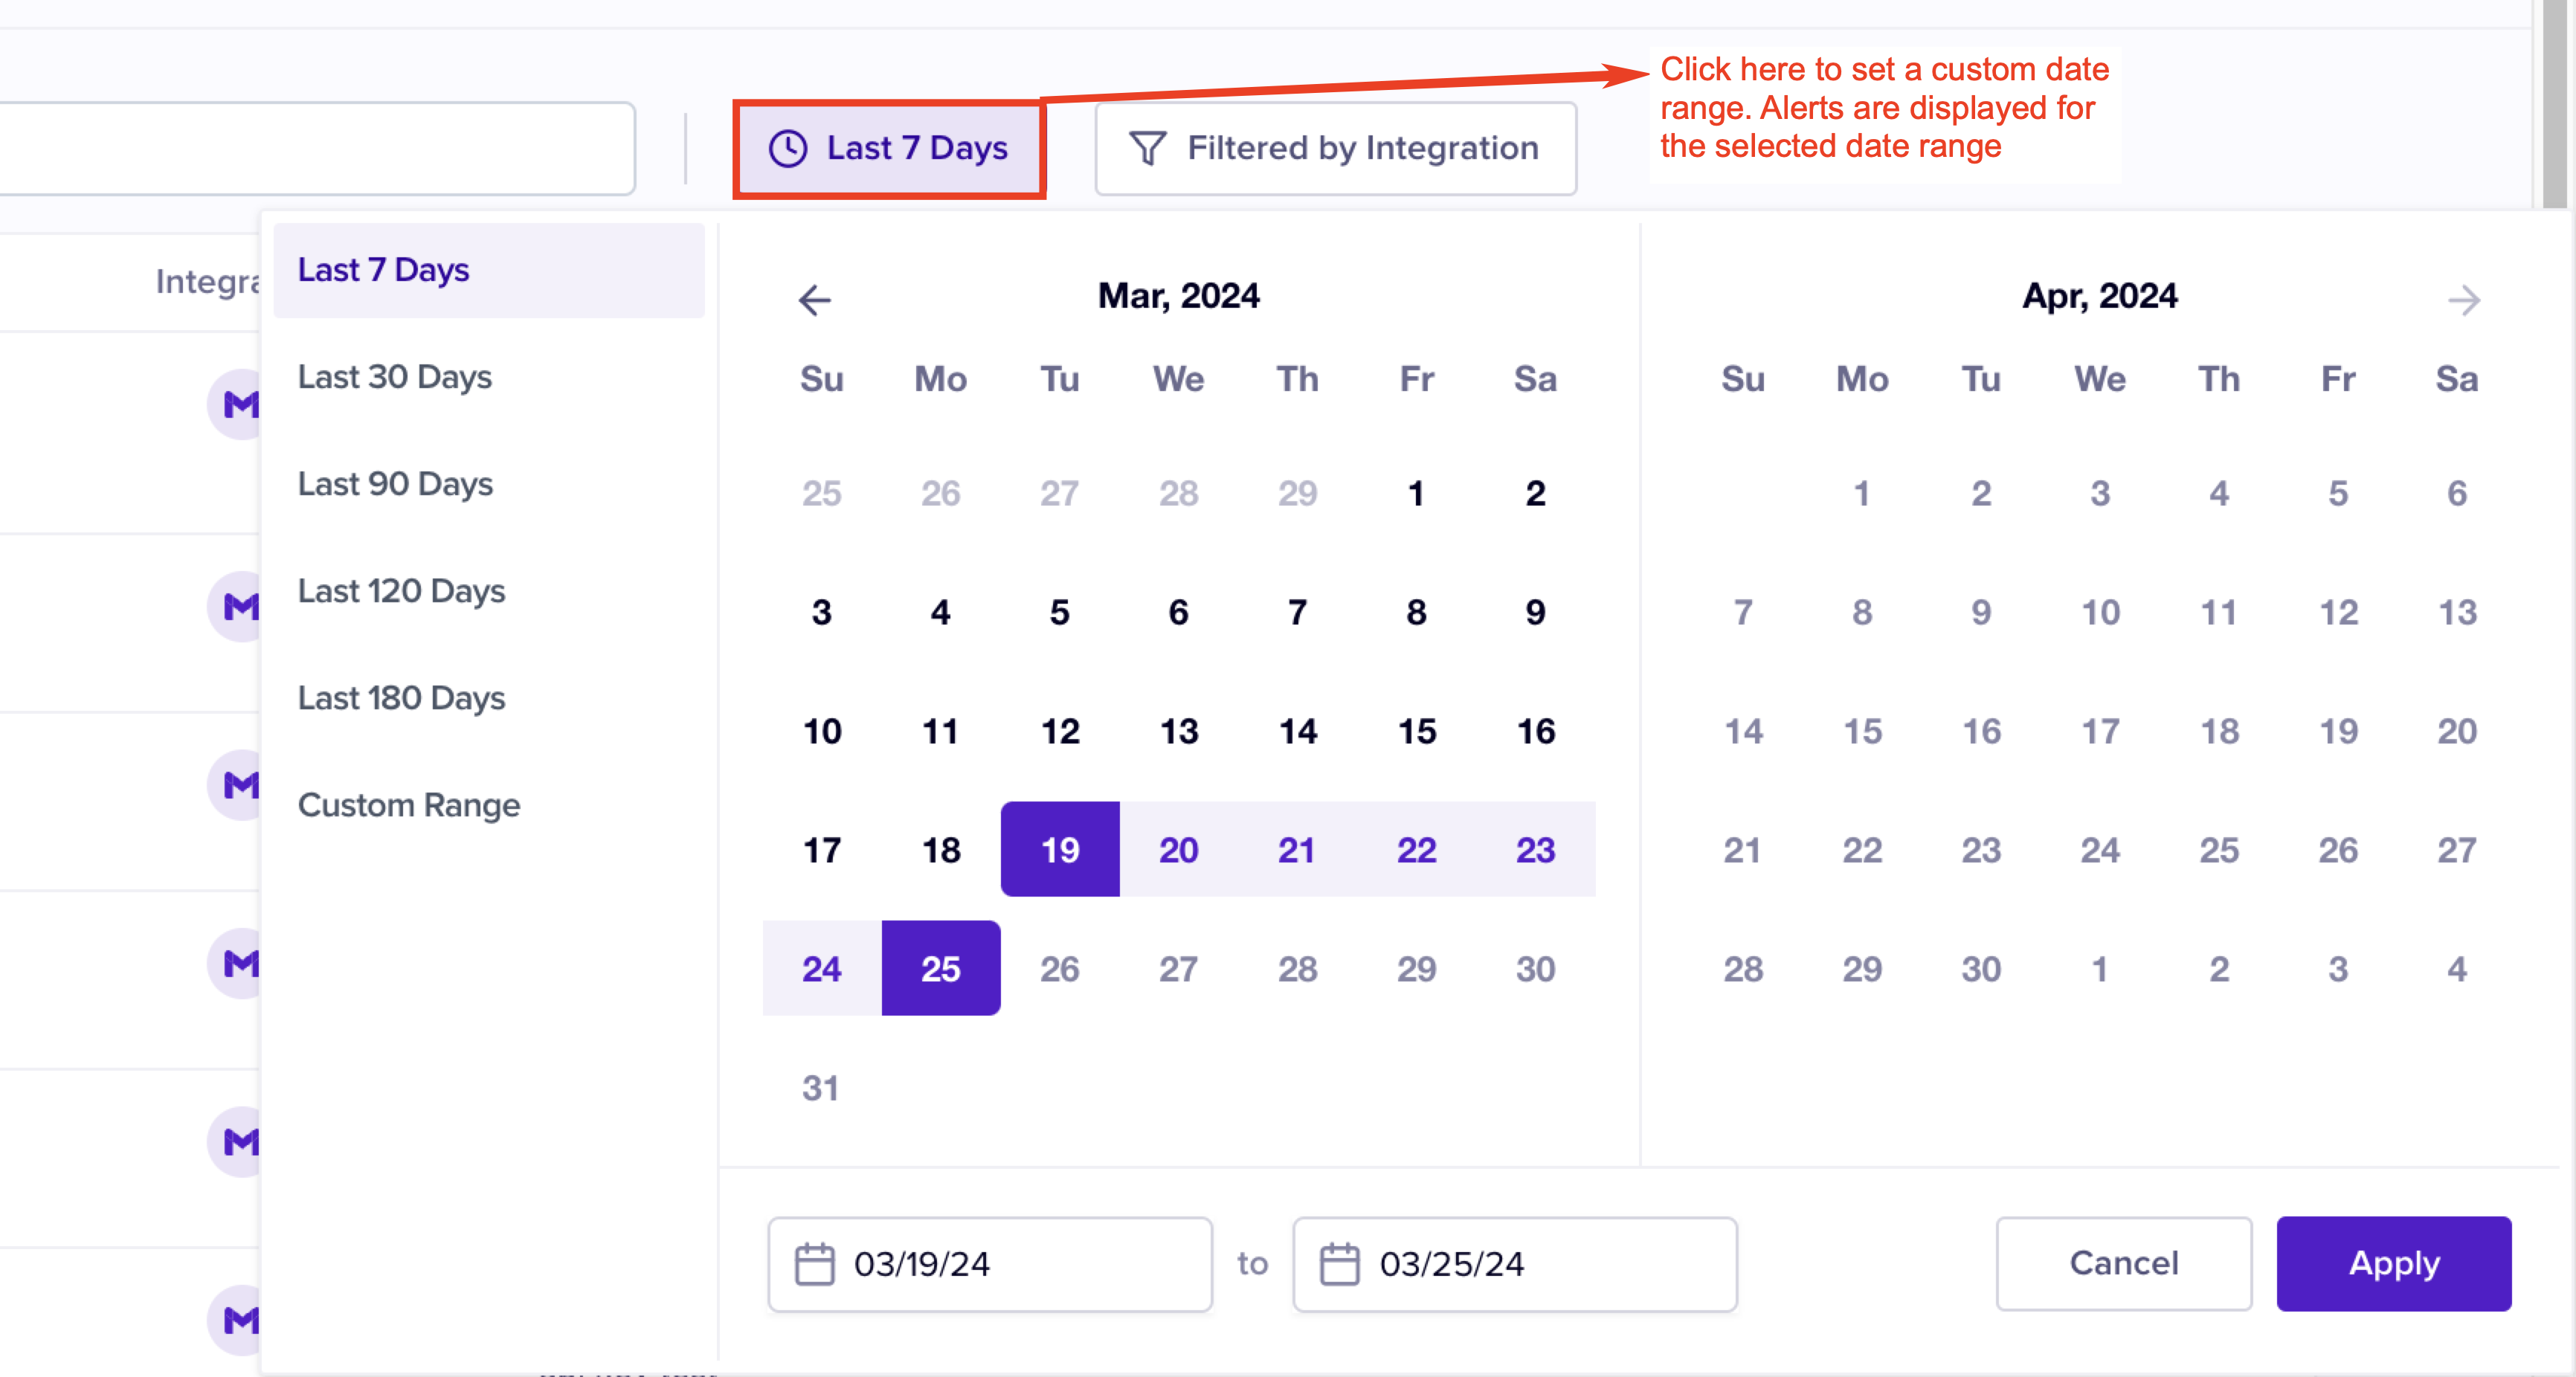 Click here to set a custom date
range. Alerts are displayed for
the selected date range
Last 7 Days
Filtered by Integration
Integra
Last 7 Days
Last 30 Days
Last 90 Days
Last 120 Days
Last 180 Days
Custom Range
Mar, 2024
Su Mo Tu We Th Fr Sa
25 26 27 28 29 1 2
3 4 5 6 7 8 9
10 11 12 13 14 15 16
17 18 19 20 21 22 23
24 25 26 27 28 29 30
31
Apr, 2024
Su Mo Tu We Th Fr Sa
1 2 3 4 5 6
7 8 9 10 11 12 13
14 15 16 17 18 19 20
21 22 23 24 25 26 27
28 29 30 1 2 3 4
03/19/24 to 03/25/24
Cancel
Apply